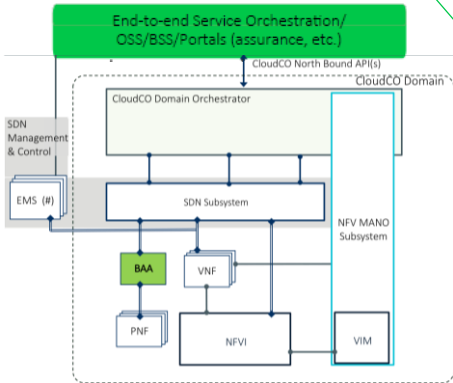 End-to-end Service Orchestration/
OSS/BSS/Portals (assurance, etc.)
CloudCO North Bound API(s)
CloudCO Domain
CloudCO Domain Orchestrator
SDN
Management
& Control
EMS (#)
SDN Subsystem
NFV MANO
Subsystem
BAA
VNF
PNF
NFVI
VIM